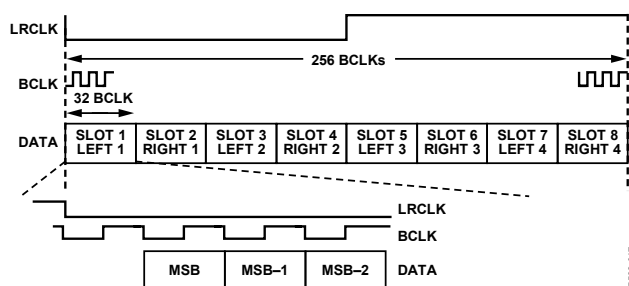 LRCLK
256 BCLKs
BCLK
32 BCLK
DATA
SLOT 1
LEFT 1
SLOT 2
RIGHT 1
SLOT 3
LEFT 2
SLOT 4
RIGHT 2
SLOT 5
LEFT 3
SLOT 6
RIGHT 3
SLOT 7
LEFT 4
SLOT 8
RIGHT 4
LRCLK
BCLK
MSB
MSB–1
MSB–2
DATA